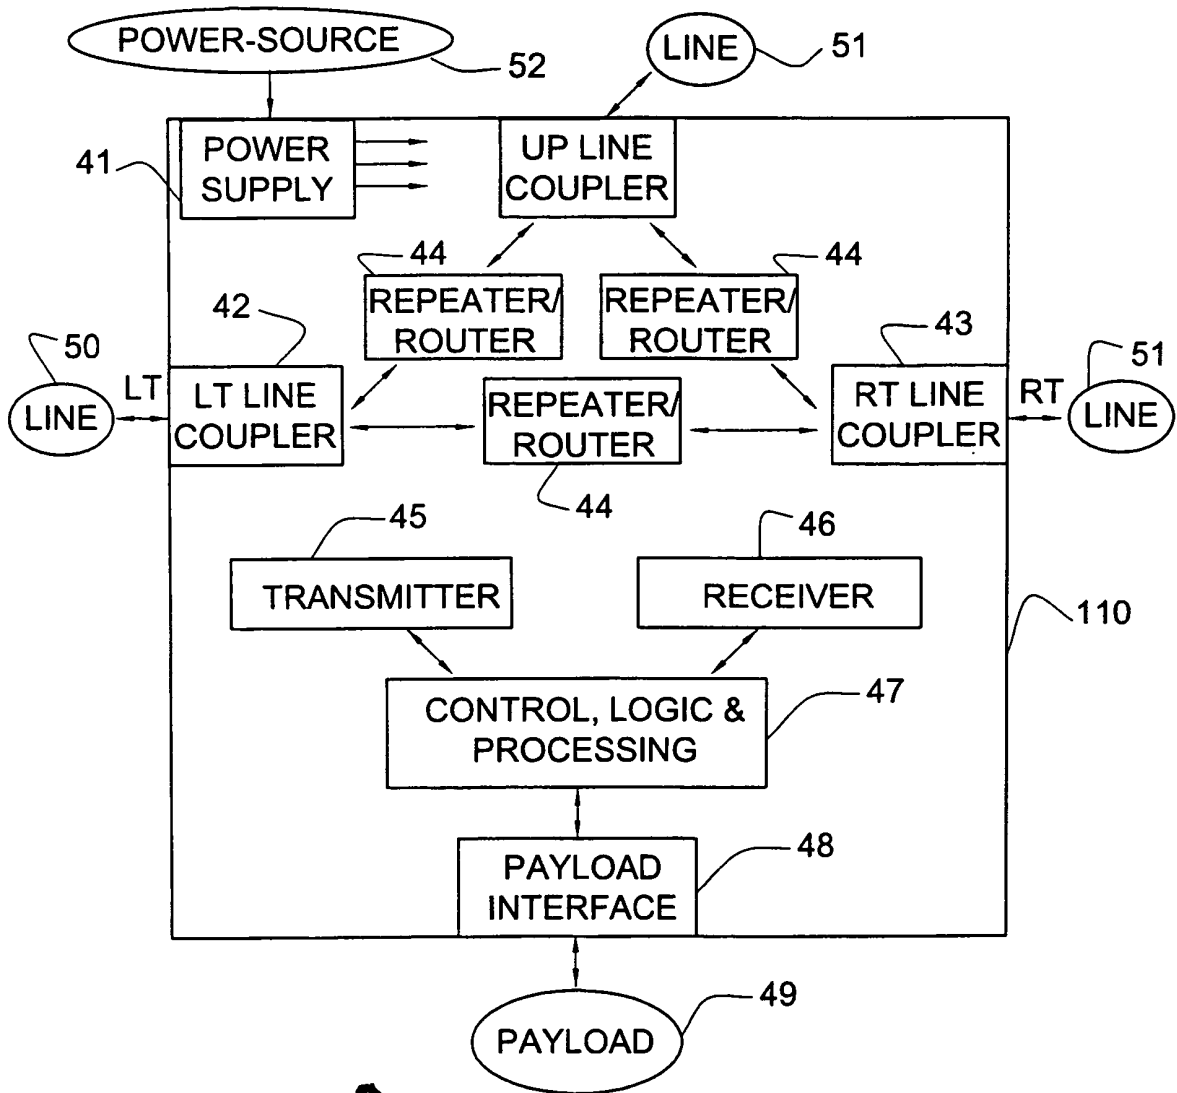 POWER-SOURCE
52
LINE
51
41
POWER
SUPPLY
UP LINE
COUPLER
44
REPEATER/
ROUTER
44
REPEATER/
ROUTER
42
43
50
51
LT
LINE
LT LINE
COUPLER
REPEATER/
ROUTER
44
RT LINE
COUPLER
RT
LINE
45
TRANSMITTER
46
RECEIVER
110
CONTROL, LOGIC &
PROCESSING
47
PAYLOAD
INTERFACE
48
PAYLOAD
49